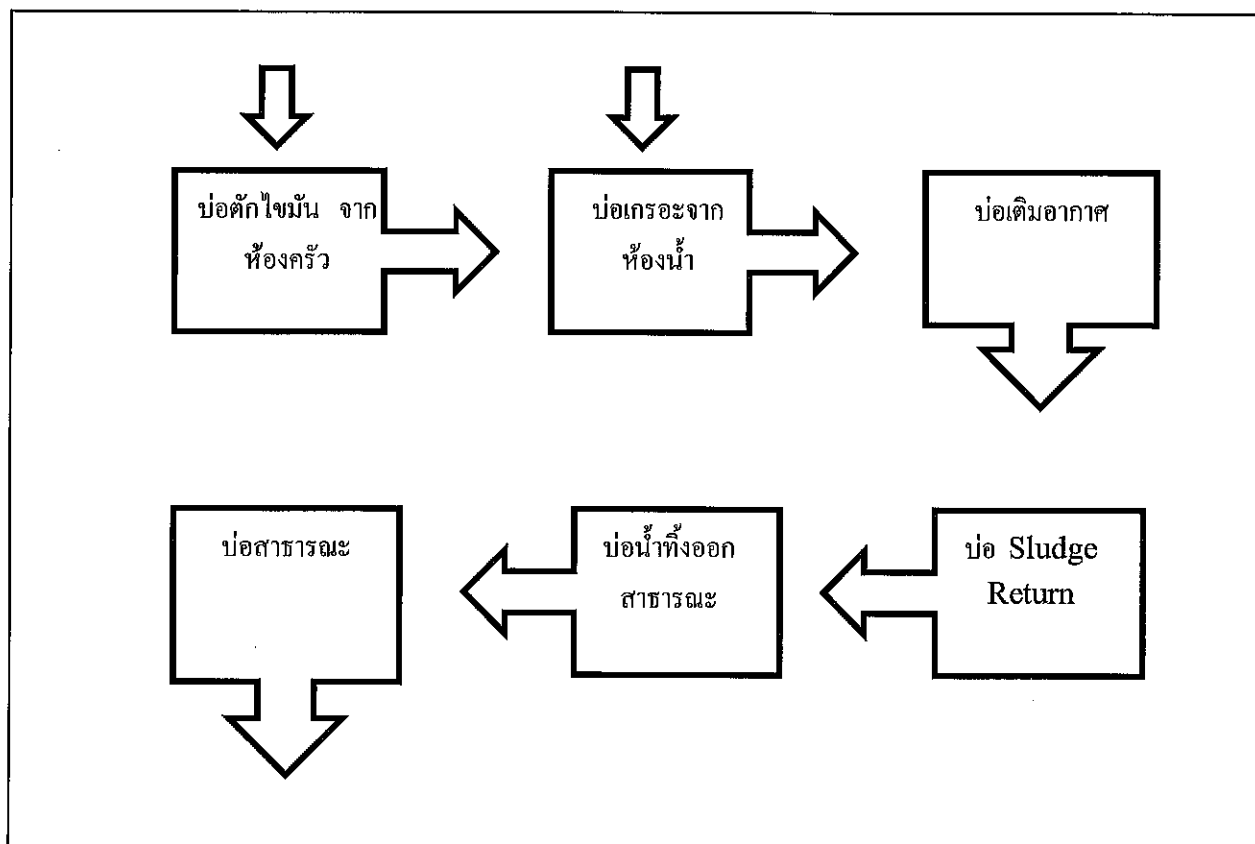 บ่อดักไขมัน จาก
ห้องครัว
บ่อเกรอะจาก
ห้องน้ำ
บ่อเติมอากาศ
บ่อ Sludge
Return
บ่อน้ำทิ้งออก
สาธารณะ
บ่อสาธารณะ